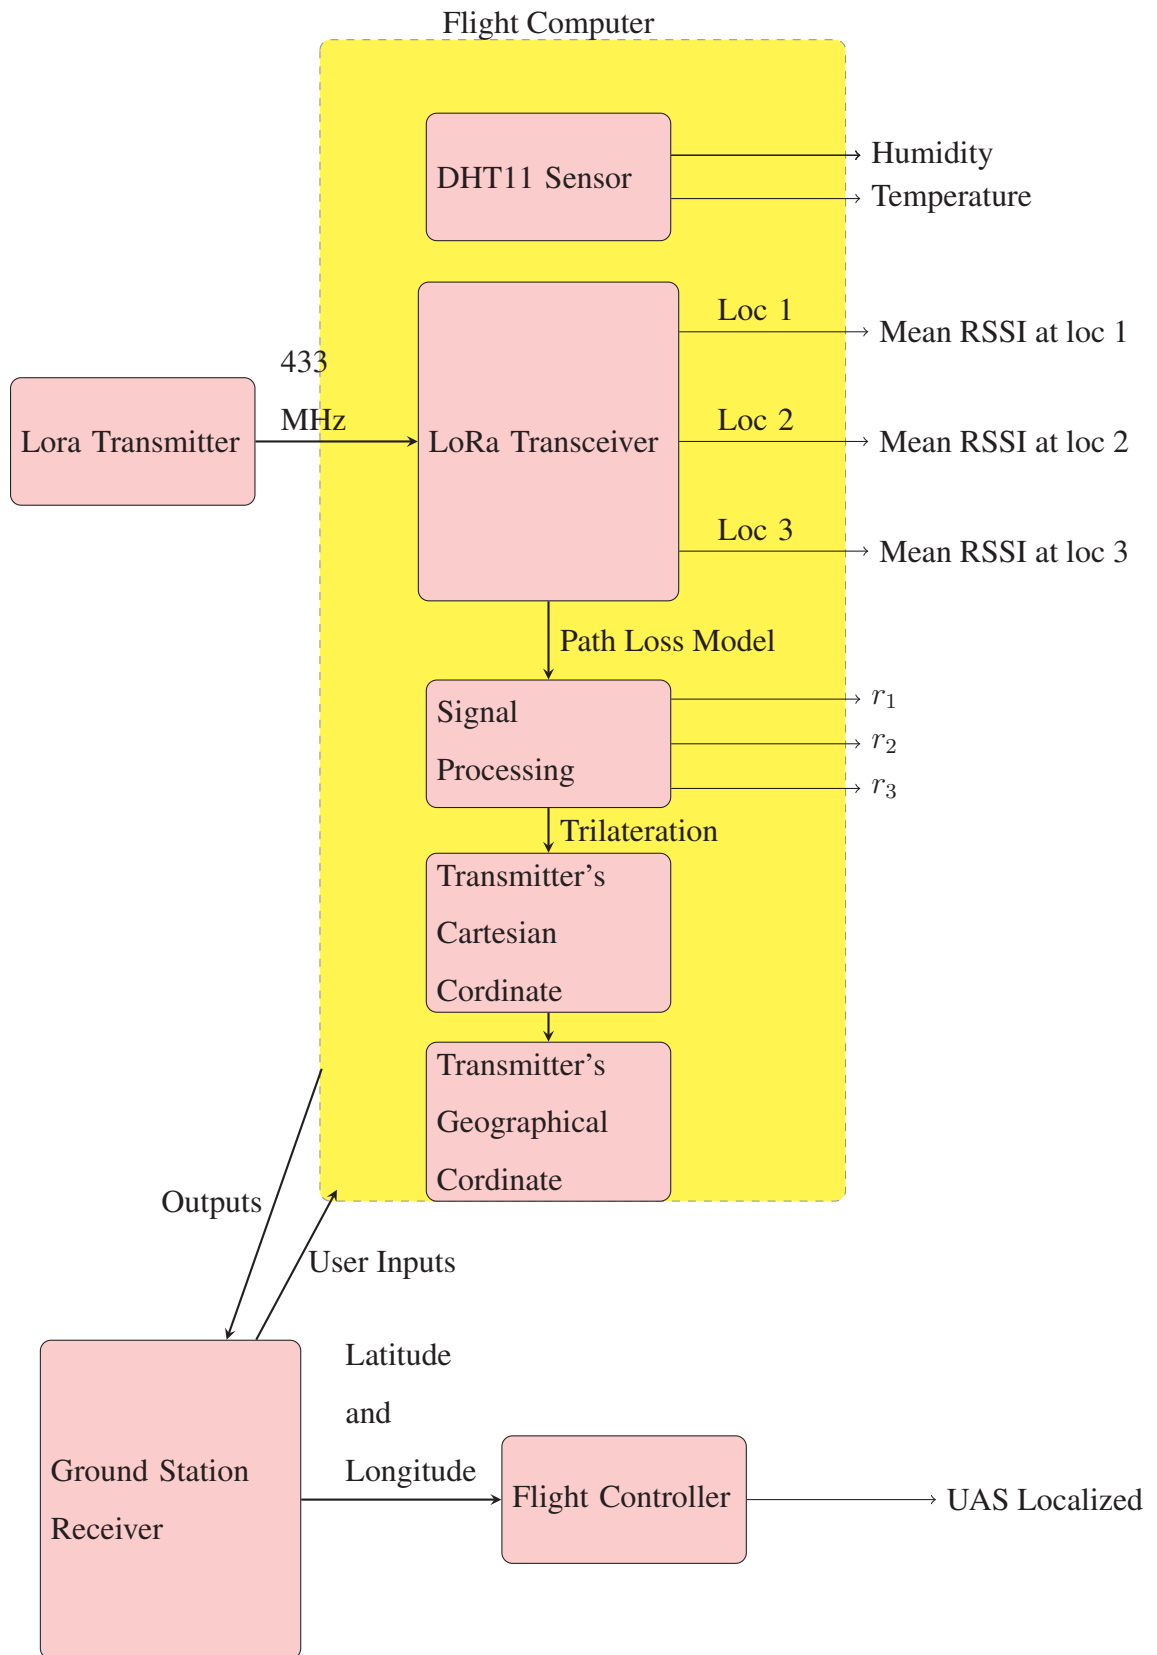 Flight Computer
DHT11 Sensor
Humidity
Temperature
Loc 1
Mean RSSI at loc 1
433
MHz
Lora Transmitter
LoRa Transceiver
Loc 2
Mean RSSI at loc 2
Loc 3
Mean RSSI at loc 3
Path Loss Model
Signal
Processing
r₁
r₂
r₃
Trilateration
Transmitter's
Cartesian
Cordinate
Transmitter's
Geographical
Cordinate
Outputs
User Inputs
Latitude
and
Longitude
Ground Station
Receiver
Flight Controller
UAS Localized